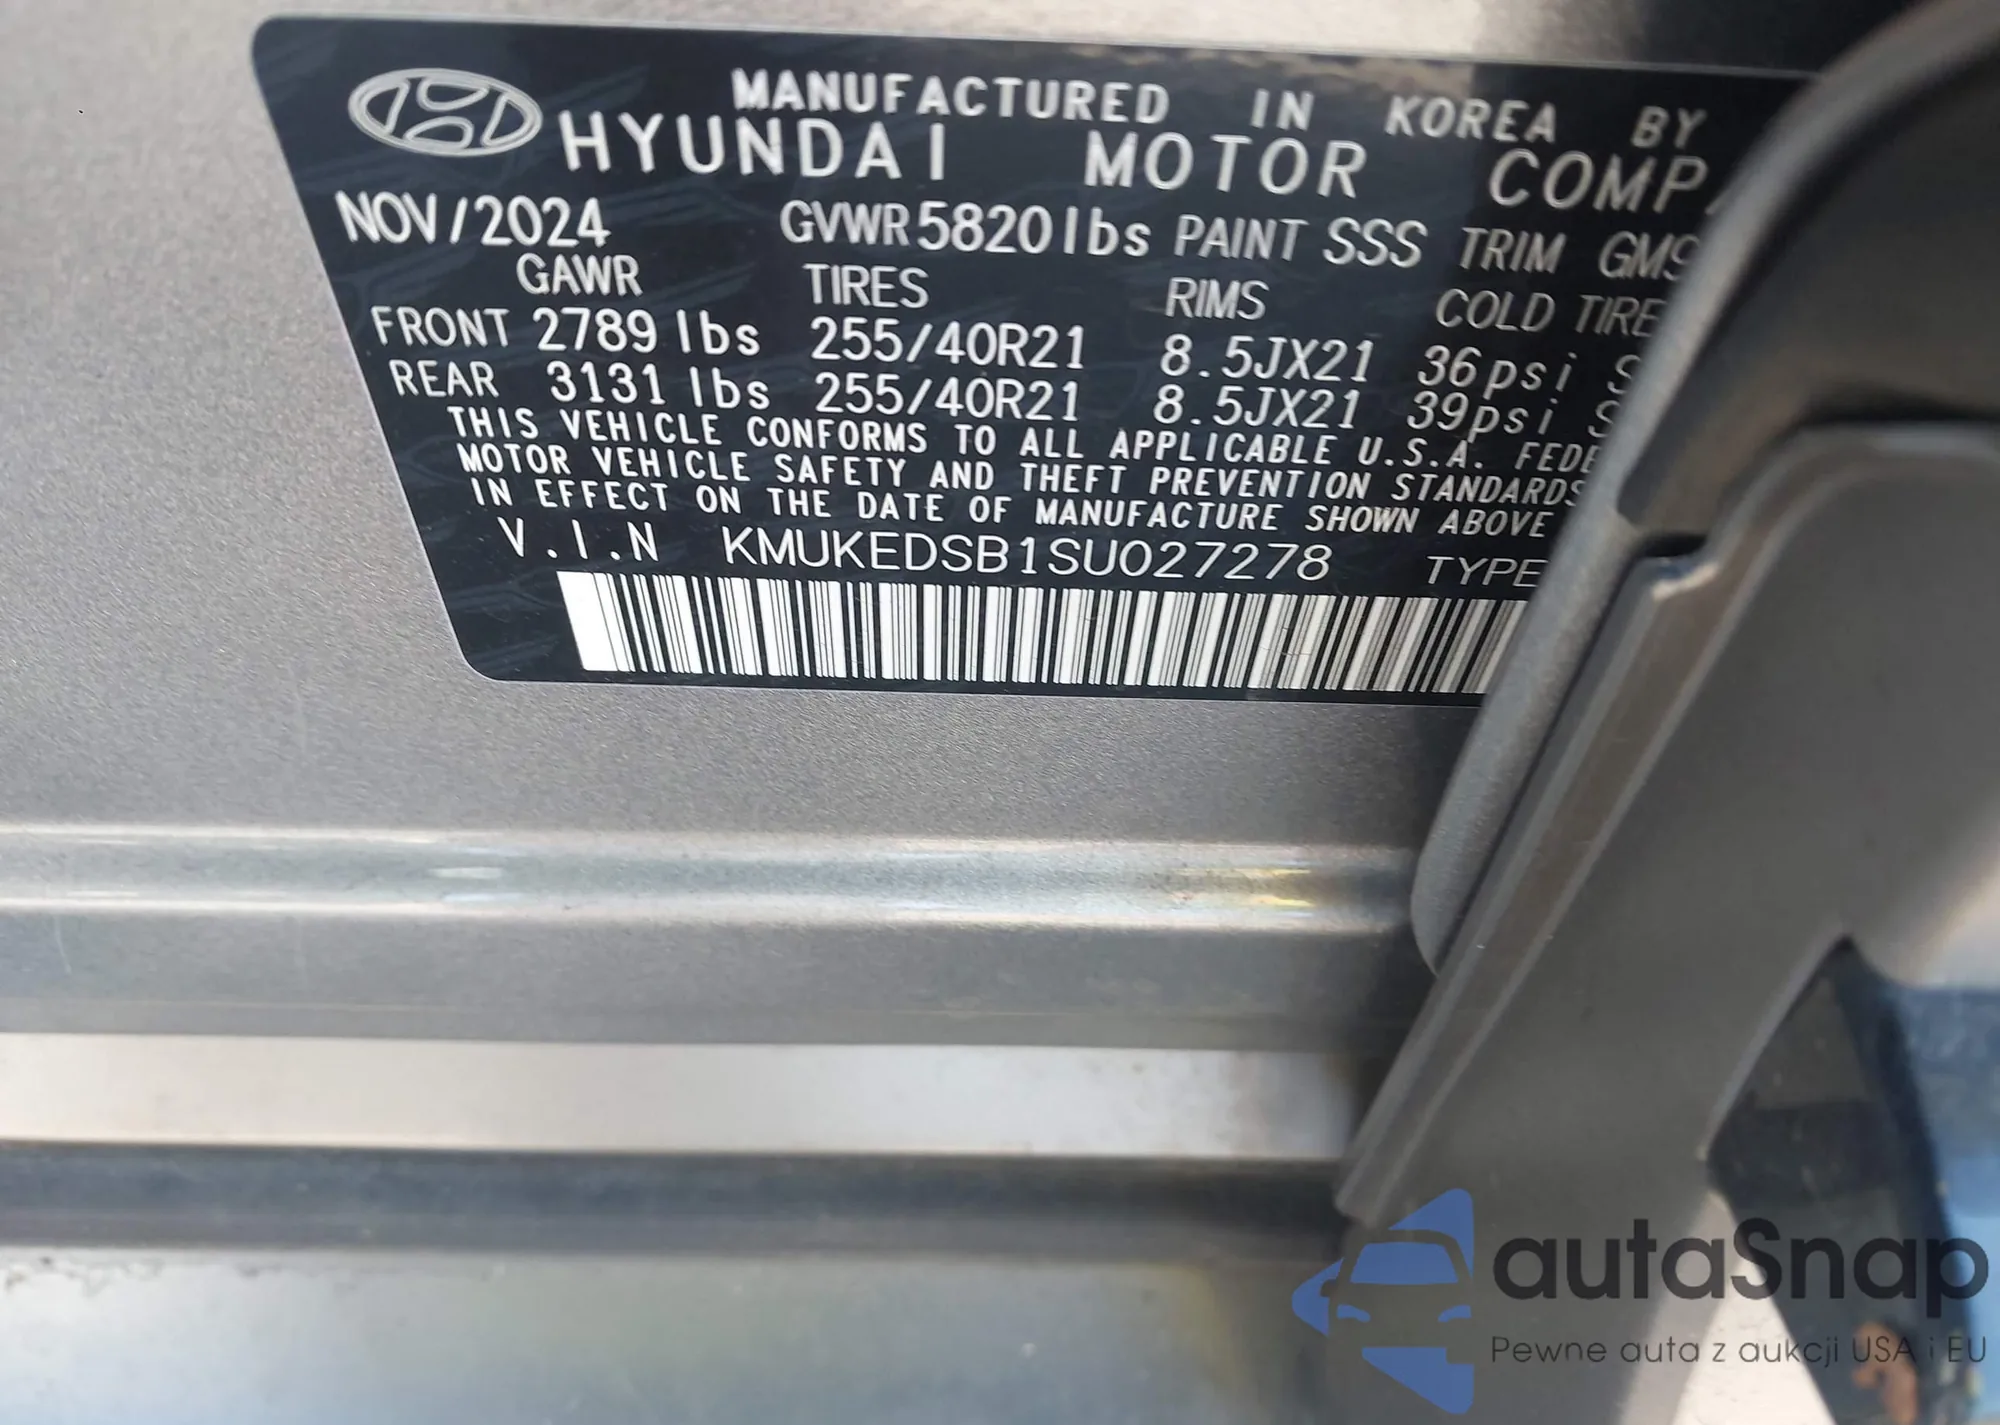 MANUFACTURED IN KOREA BY
HYUNDAI MOTOR
NOV/2024 GVWR 5820lbs PAINT SSS TRIM
GAWR TIRES RIMS COLD TIRE
FRONT 2789 lbs 255/40R21 8.5JX21 36psi
REAR 3131 lbs 255/40R21 8.5JX21 39psi
THIS VEHICLE CONFORMS TO ALL APPLICABLE U.S.A.
MOTOR VEHICLE SAFETY AND THEFT PREVENTION STANDARDS
IN EFFECT ON THE DATE OF MANUFACTURE SHOWN ABOVE
V.I.N KMUKEDSB1SU027278 TYPE
autaSnap
Pewne auta z aukcji USA i EU